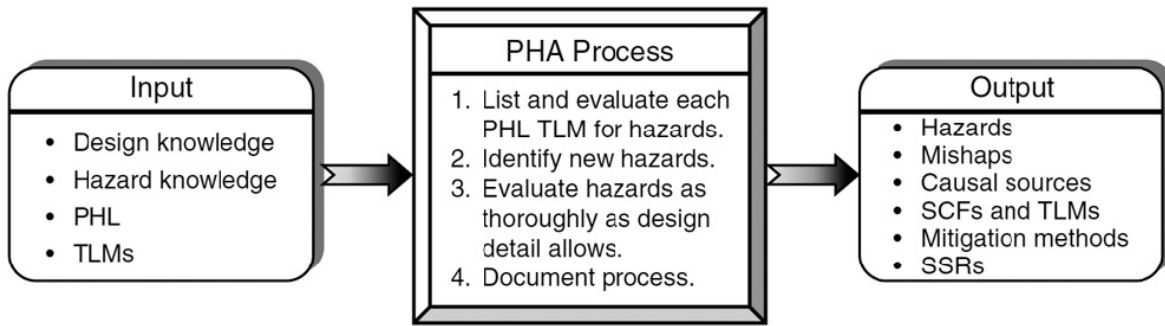 Input
• Design knowledge
• Hazard knowledge
• PHL
• TLMs
PHA Process
1. List and evaluate each
PHL TLM for hazards.
2. Identify new hazards.
3. Evaluate hazards as
thoroughly as design
detail allows.
4. Document process.
Output
• Hazards
• Mishaps
• Causal sources
• SCFs and TLMs
• Mitigation methods
• SSRs